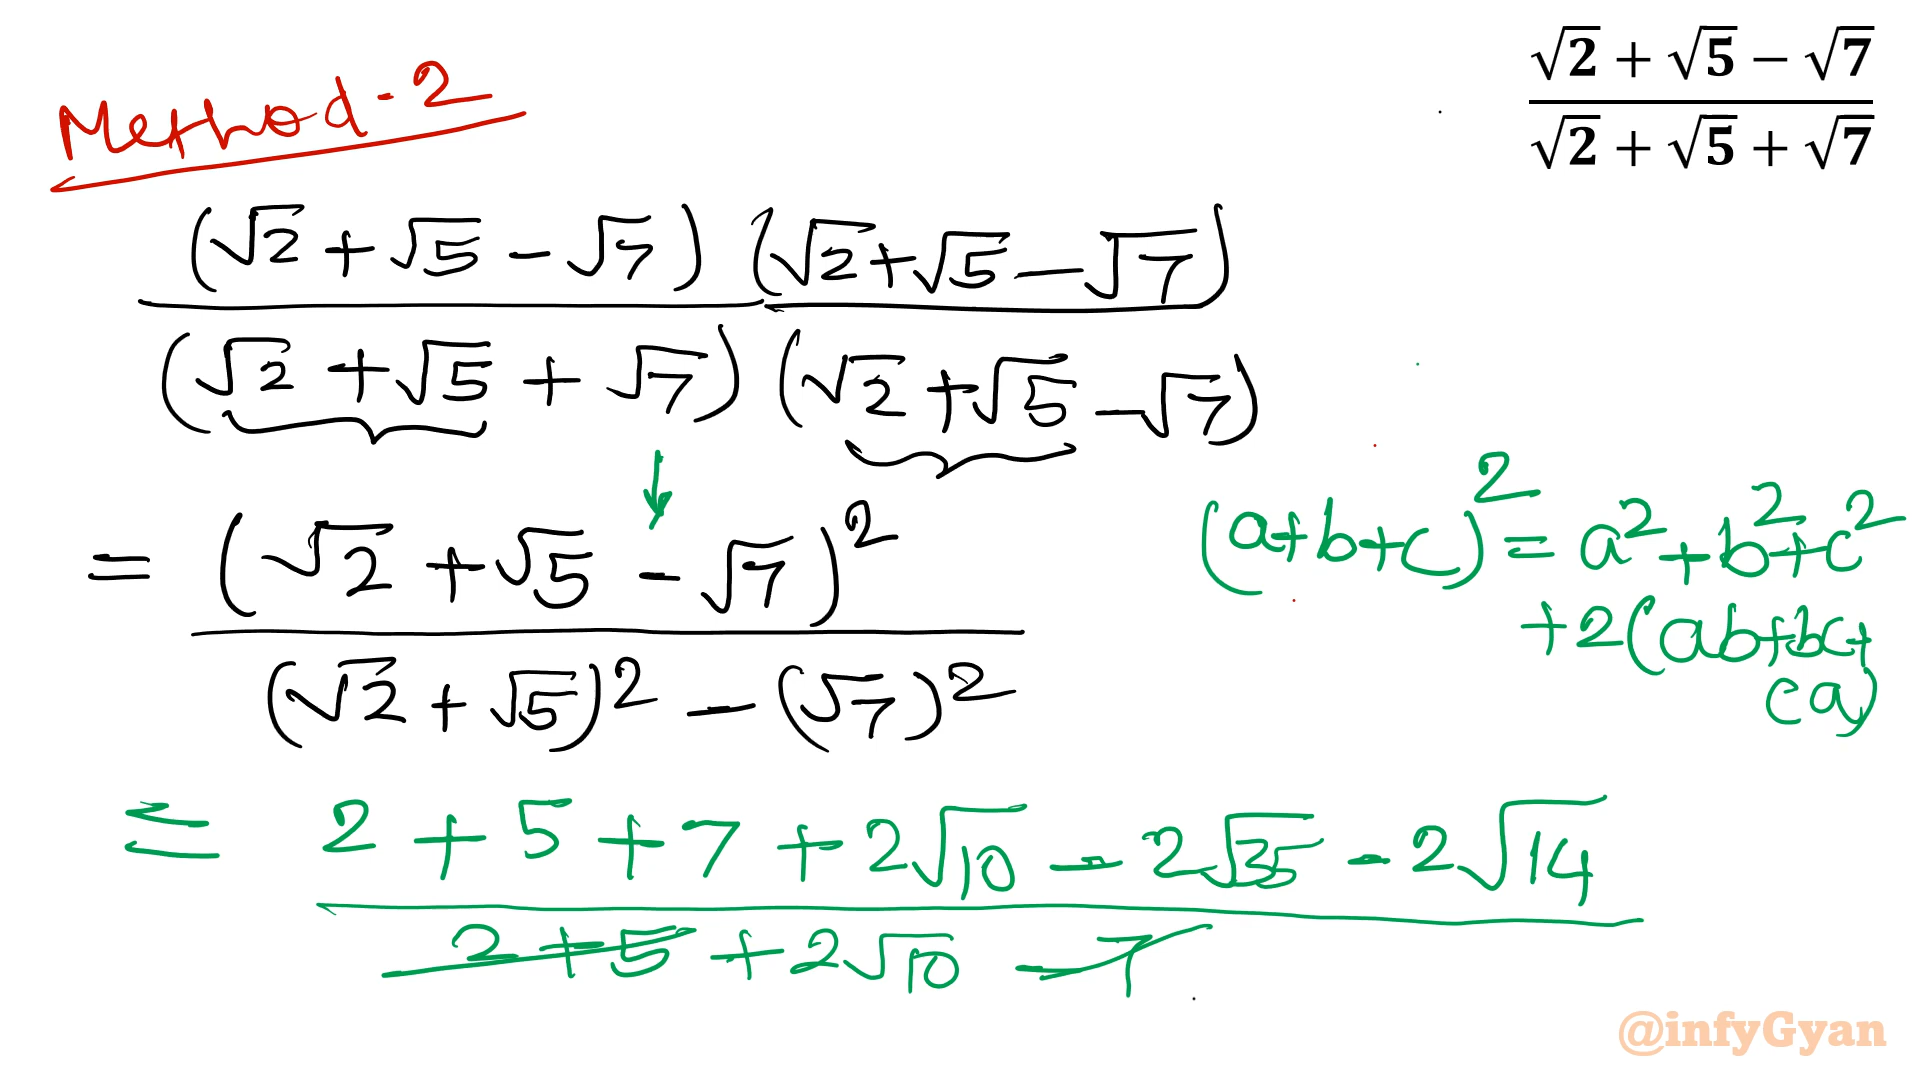 Method-2
(√2 + √5 - √7) (√2+√5 - √7)
(√2 + √5 + √7) (√2+√5 - √7)
= (√2 + √5 - √7)²
(√2 + √5)² - (√7)²
= 2 + 5 + 7 + 2√10 - 2√35 - 2√14
2 + 5 + 2√10 - 7
√2 + √5 − √7
√2 + √5 + √7
(a+b+c)² = a²+b²+c²
+2(ab+bc+
ca)
@infyGyan